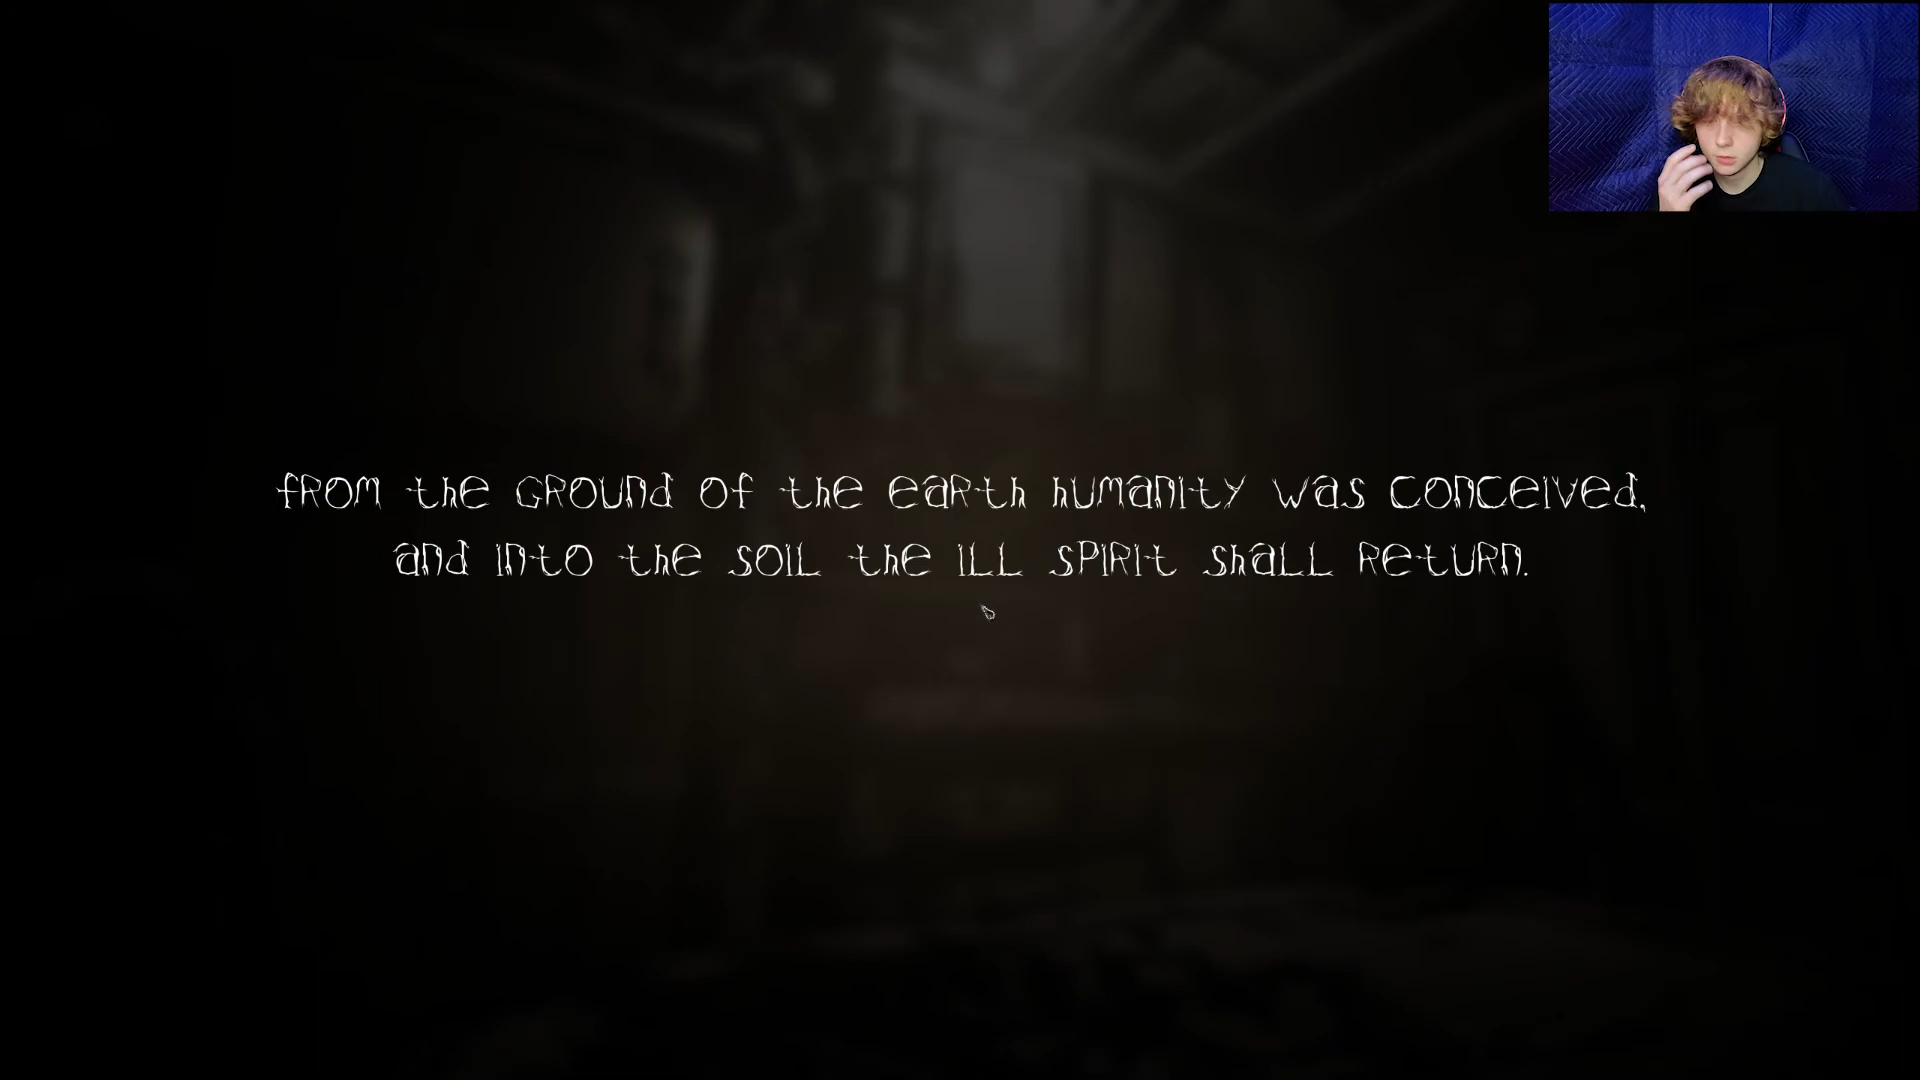 from the GROUnd of the eaRth humanity was conceived,
and into the soil the ill spirit shall return.